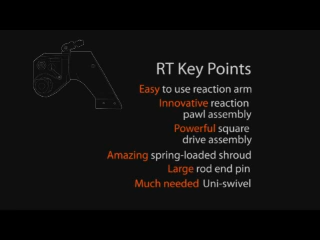 RT Key Points
Easy to use reaction arm
Innovative reaction
pawl assembly
Powerful square
drive assembly
Amazing spring-loaded shroud
Large rod end pin
Much needed Uni-swivel